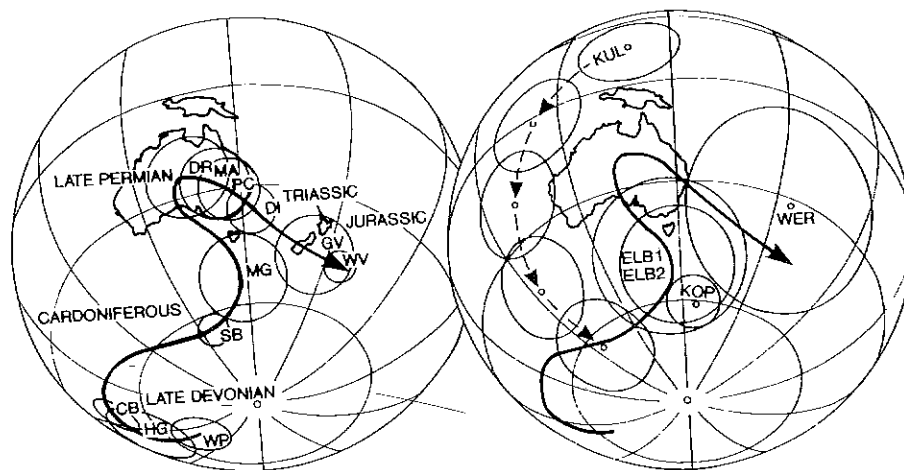 DR MA
LATE PERMIAN
PC
DI
TRIASSIC
JURASSIC
GV
WV
MG
CARDONIFEROUS
SB
LATE DEVONIAN
CB
HG
WP
KUL
WER
ELB1
ELB2
KOP